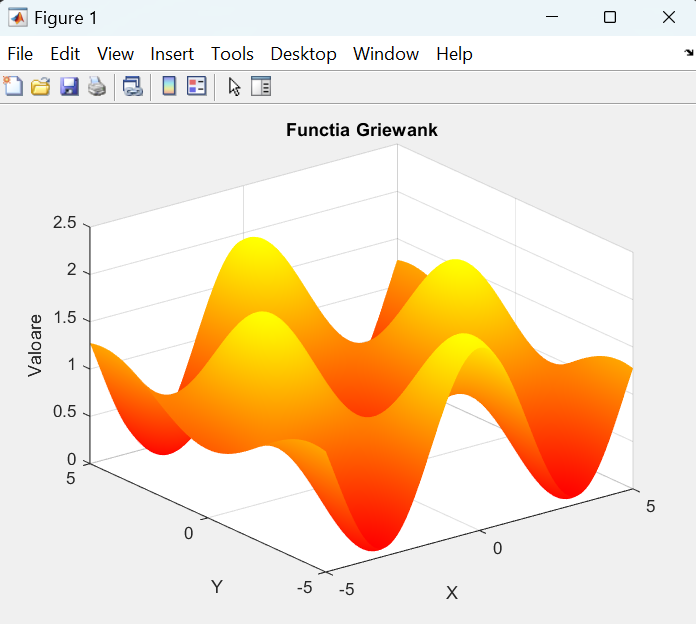 Figure 1
File Edit View Insert Tools Desktop Window Help
Functia Griewank
2.5
2
1.5
1
0.5
0
Valoare
5
0
-5
Y
-5
0
5
X